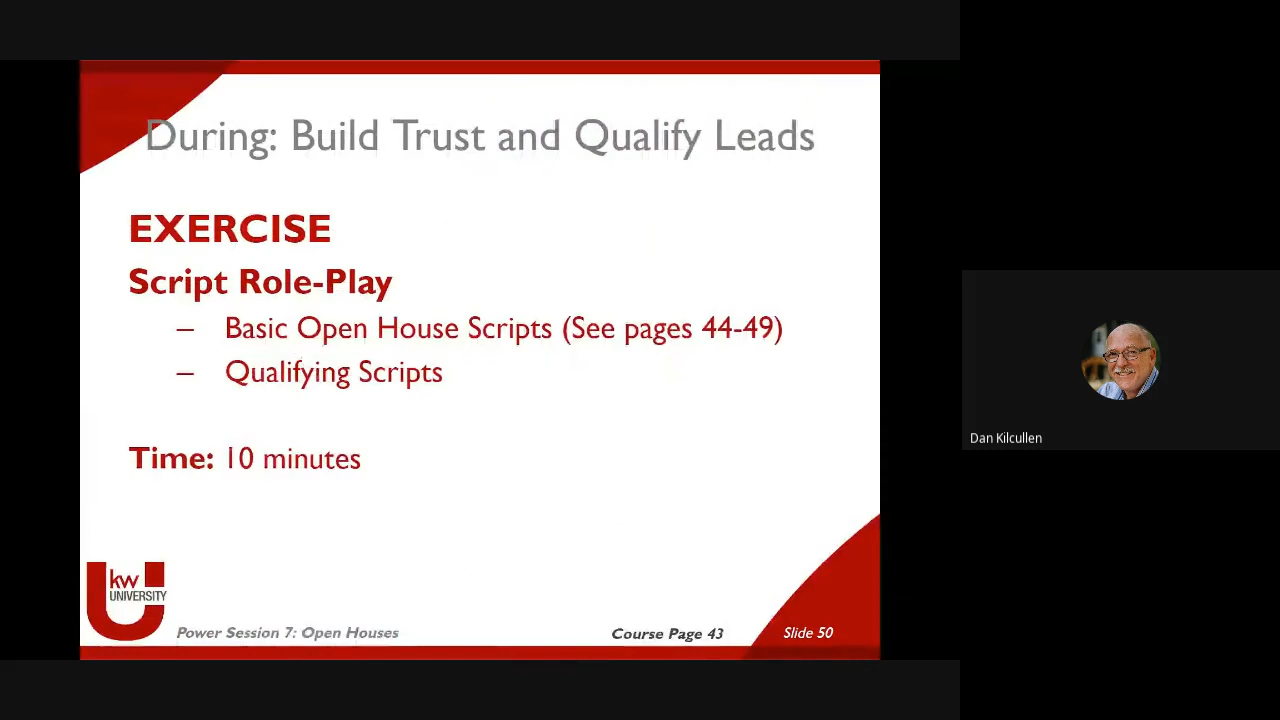 During: Build Trust and Qualify Leads
EXERCISE
Script Role-Play
– Basic Open House Scripts (See pages 44-49)
– Qualifying Scripts
Time: 10 minutes
kw
UNIVERSITY
Power Session 7: Open Houses
Course Page 43
Slide 50
Dan Kilcullen